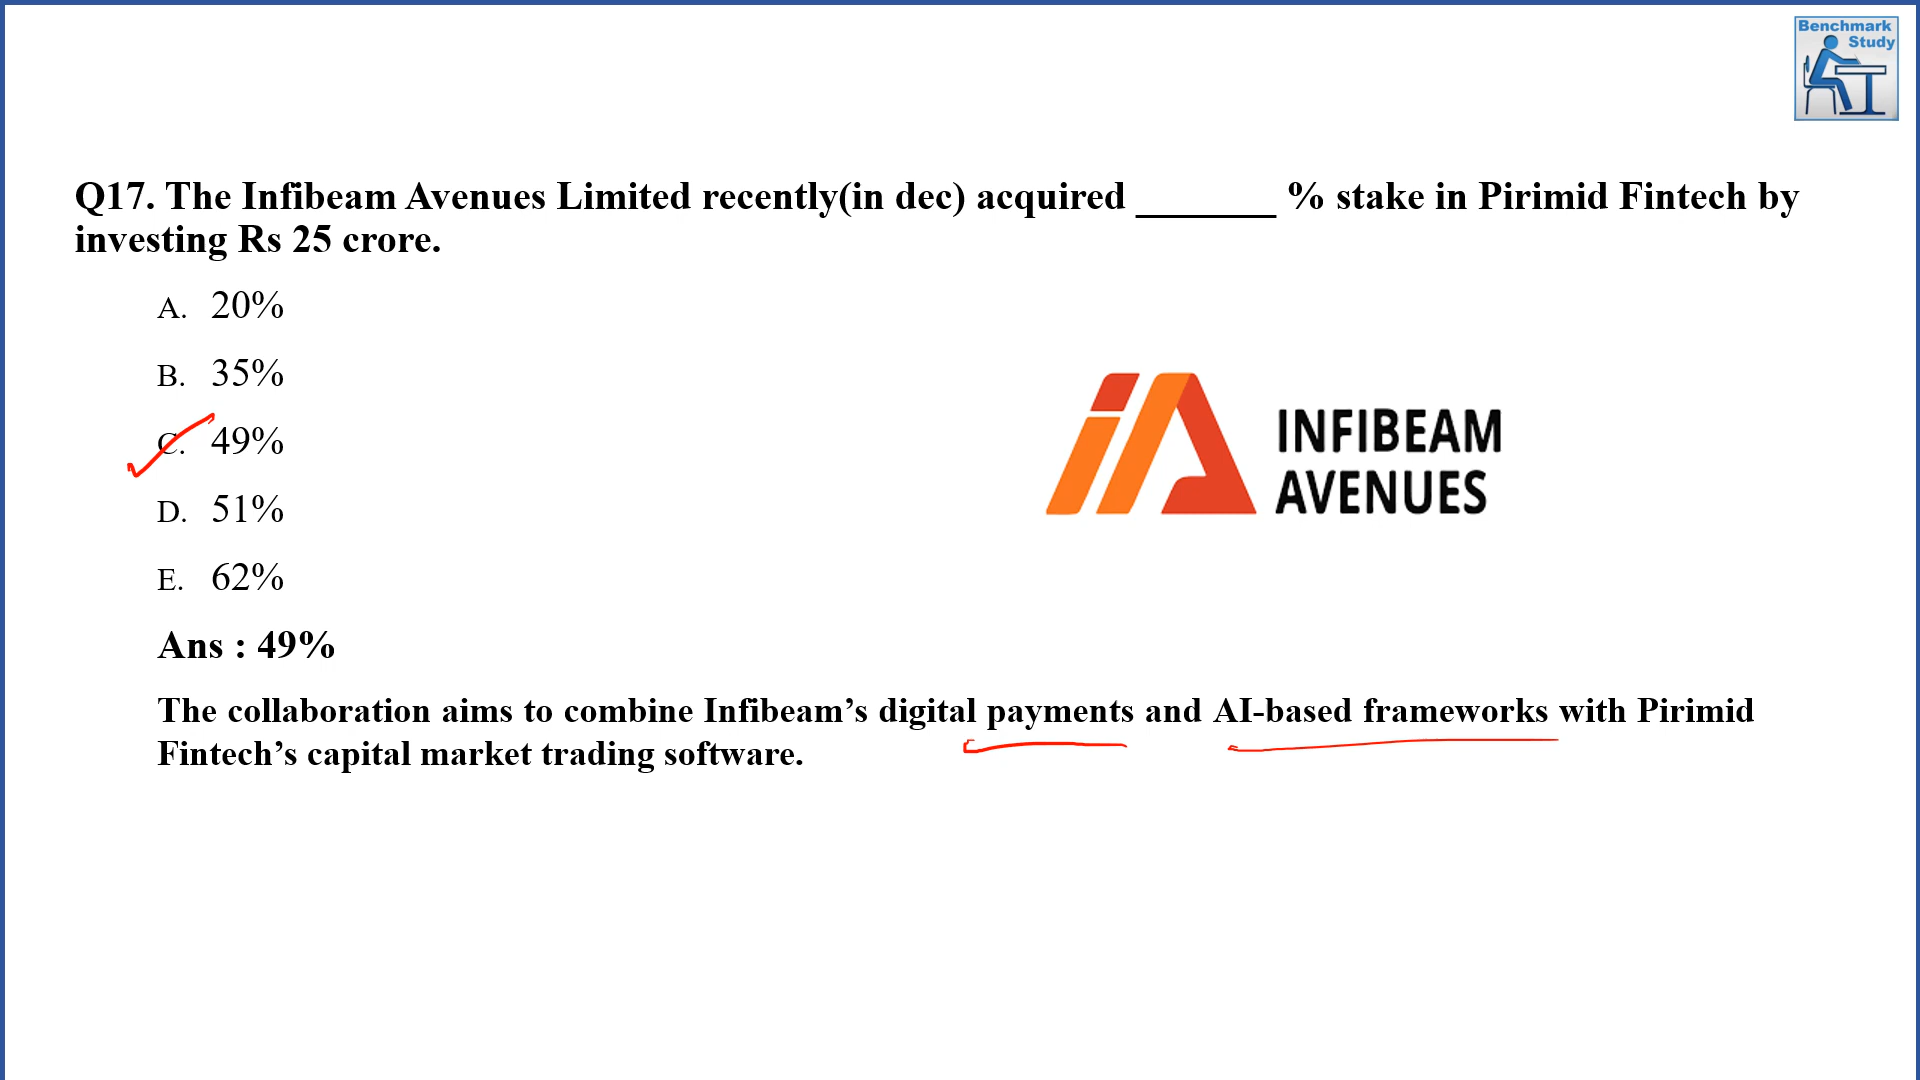 Benchmark
Study
Q17. The Infibeam Avenues Limited recently(in dec) acquired _______ % stake in Pirimid Fintech by
investing Rs 25 crore.
A. 20%
B. 35%
C. 49%
D. 51%
E. 62%
INFIBEAM
AVENUES
Ans : 49%
The collaboration aims to combine Infibeam’s digital payments and AI-based frameworks with Pirimid
Fintech’s capital market trading software.